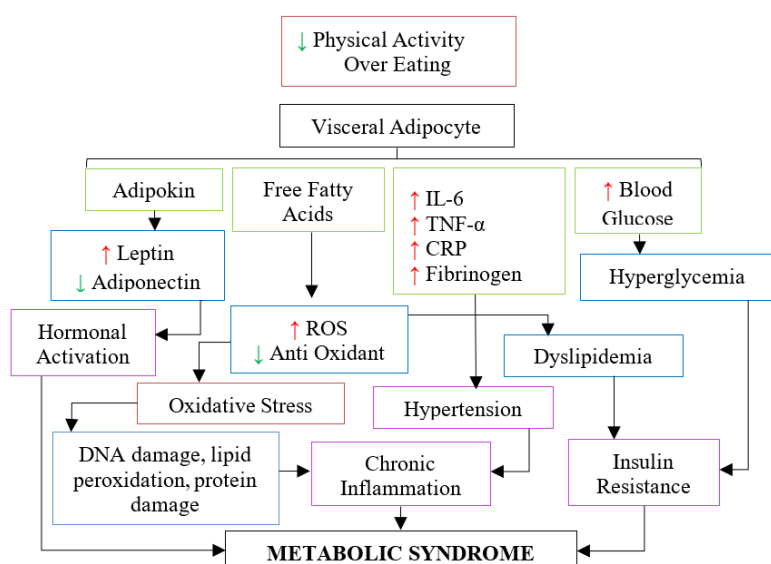 ↓ Physical Activity
Over Eating
Visceral Adipocyte
Adipokin
Free Fatty
Acids
↑ IL-6
↑ TNF-α
↑ CRP
↑ Fibrinogen
↑ Blood
Glucose
↑ Leptin
↓ Adiponectin
Hyperglycemia
Hormonal
Activation
↑ ROS
↓ Anti Oxidant
Dyslipidemia
Oxidative Stress
Hypertension
DNA damage, lipid
peroxidation, protein
damage
Chronic
Inflammation
Insulin
Resistance
METABOLIC SYNDROME